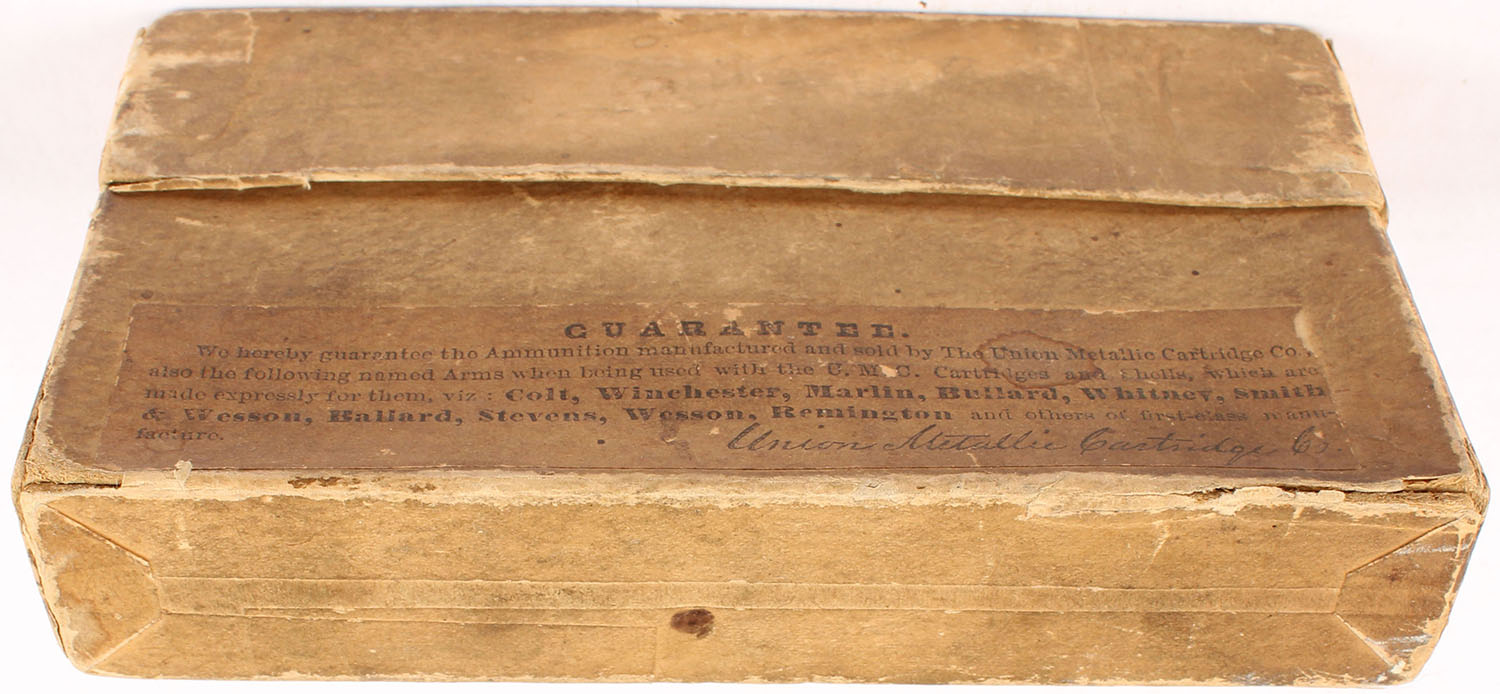 GUARANTEE.
We hereby guarantee the Ammunition manufactured and sold by The Union Metallic Cartridge Co.,
also the following named Arms when being used with the U. M. C. Cartridges and Shells, which are
made expressly for them, viz: Colt, Winchester, Marlin, Bullard, Whitney, Smith
& Wesson, Ballard, Stevens, Wesson, Remington and others of first-class manu-
facture.
Union Metallic Cartridge Co.